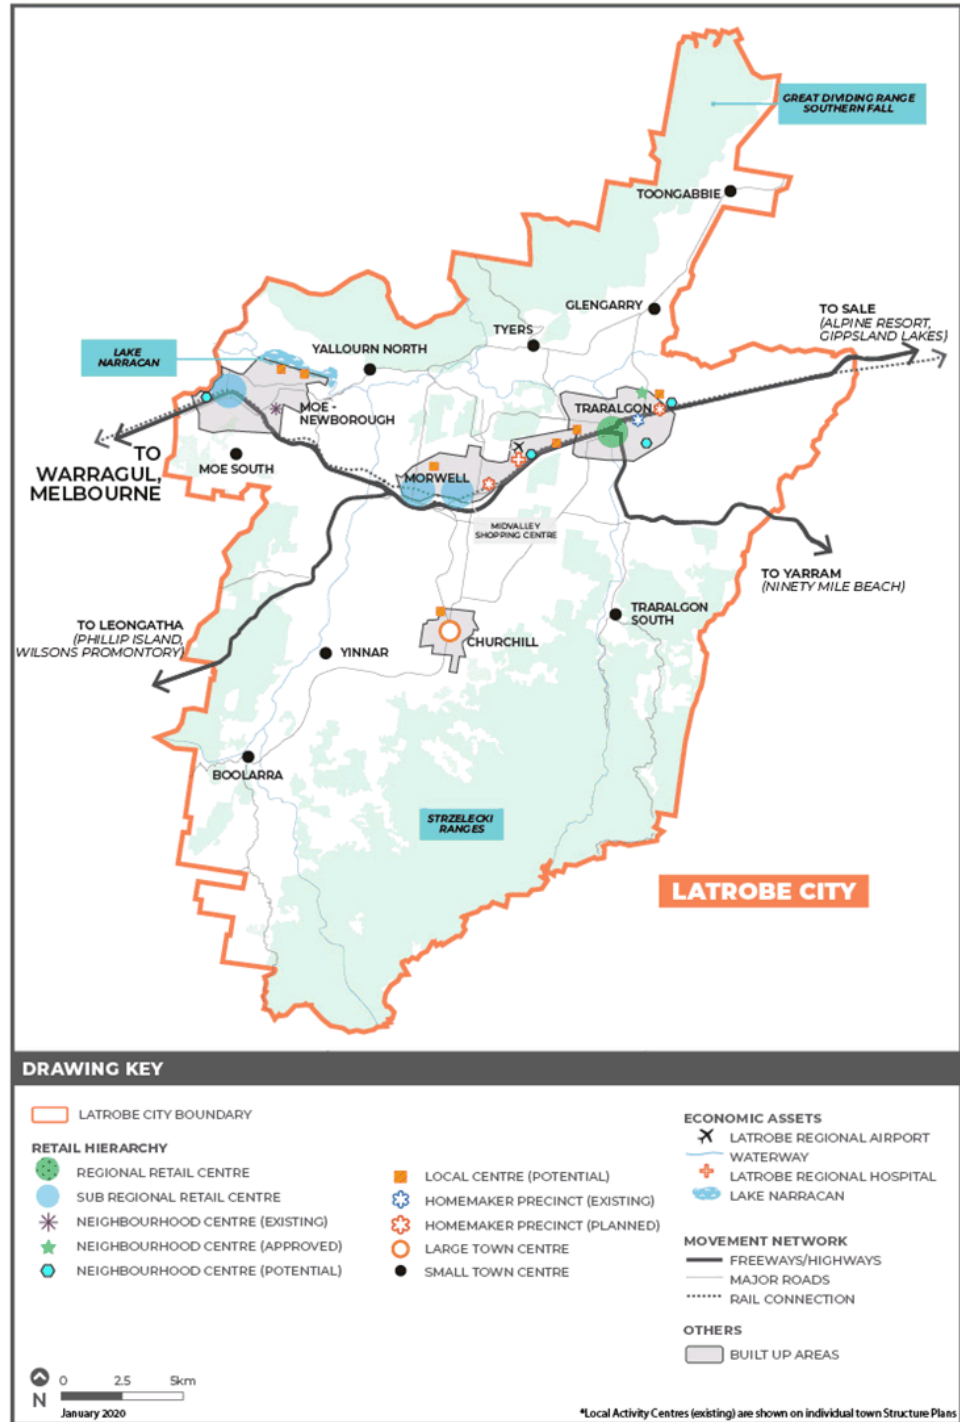 GREAT DIVIDING RANGE
SOUTHERN FALL
TOONGABBIE
GLENGARRY
TO SALE
(ALPINE RESORT,
GIPPSLAND LAKES)
TYERS
LAKE
NARRACAN
YALLOURN NORTH
MOE -
NEWBOROUGH
TRARALGON
TO
WARRAGUL,
MELBOURNE
MOE SOUTH
MORWELL
MIDVALLEY
SHOPPING CENTRE
TO YARRAM
(NINETY MILE BEACH)
TO LEONGATHA
(PHILLIP ISLAND,
WILSONS PROMONTORY)
TRARALGON
SOUTH
CHURCHILL
YINNAR
BOOLARRA
STRZELECKI
RANGES
LATROBE CITY
DRAWING KEY
LATROBE CITY BOUNDARY
RETAIL HIERARCHY
REGIONAL RETAIL CENTRE
SUB REGIONAL RETAIL CENTRE
NEIGHBOURHOOD CENTRE (EXISTING)
NEIGHBOURHOOD CENTRE (APPROVED)
NEIGHBOURHOOD CENTRE (POTENTIAL)
LOCAL CENTRE (POTENTIAL)
HOMEMAKER PRECINCT (EXISTING)
HOMEMAKER PRECINCT (PLANNED)
LARGE TOWN CENTRE
SMALL TOWN CENTRE
ECONOMIC ASSETS
LATROBE REGIONAL AIRPORT
WATERWAY
LATROBE REGIONAL HOSPITAL
LAKE NARRACAN
MOVEMENT NETWORK
FREEWAYS/HIGHWAYS
MAJOR ROADS
RAIL CONNECTION
OTHERS
BUILT UP AREAS
0 2.5 5km
N
January 2020
*Local Activity Centres (existing) are shown on individual town Structure Plans